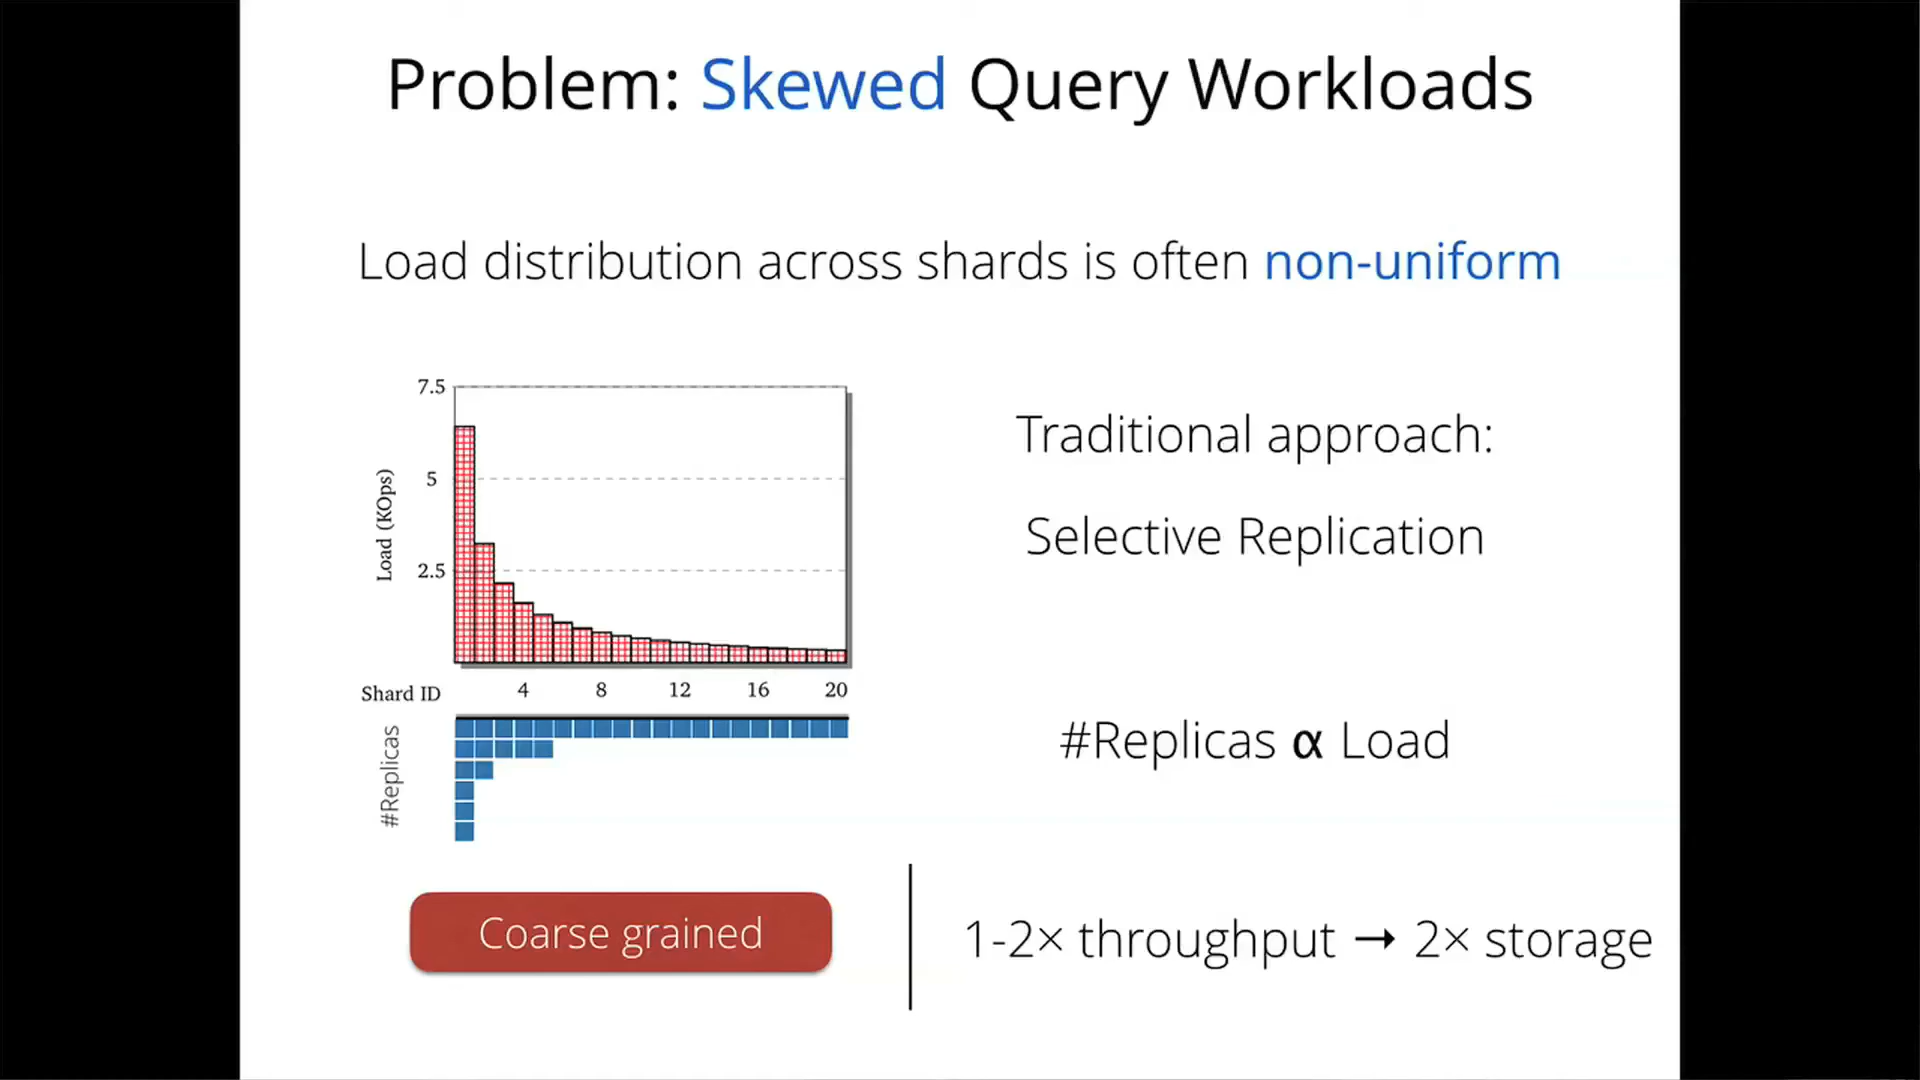 Problem: Skewed Query Workloads
Load distribution across shards is often non-uniform
7.5
5
2.5
Load (KOps)
Shard ID
4 8 12 16 20
#Replicas
Traditional approach:
Selective Replication
#Replicas α Load
Coarse grained
1-2× throughput → 2× storage